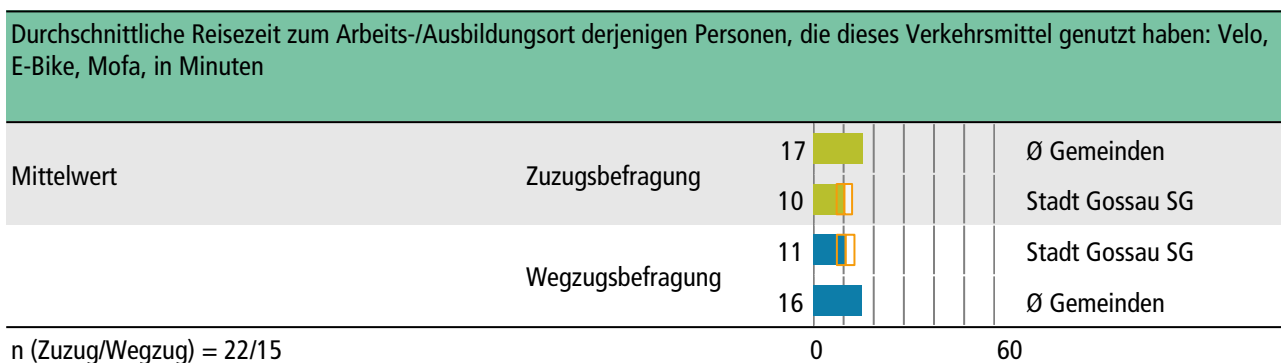 Durchschnittliche Reisezeit zum Arbeits-/Ausbildungsort derjenigen Personen, die dieses Verkehrsmittel genutzt haben: Velo,
E-Bike, Mofa, in Minuten
Mittelwert
Zuzugsbefragung
17
Ø Gemeinden
10
Stadt Gossau SG
Wegzugsbefragung
11
Stadt Gossau SG
16
Ø Gemeinden
n (Zuzug/Wegzug) = 22/15
0
60